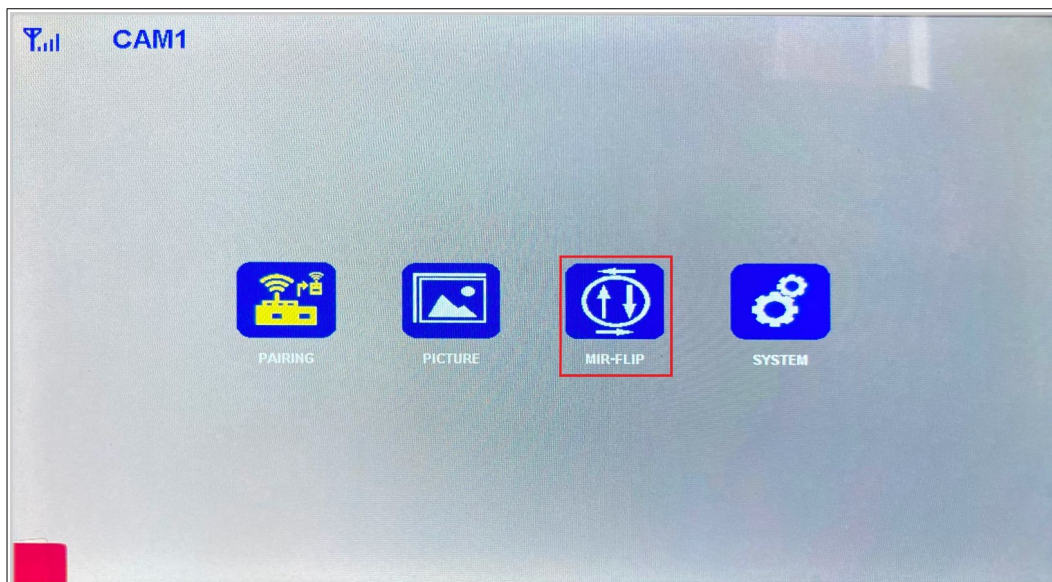 CAM1
PAIRING
PICTURE
MIR-FLIP
SYSTEM